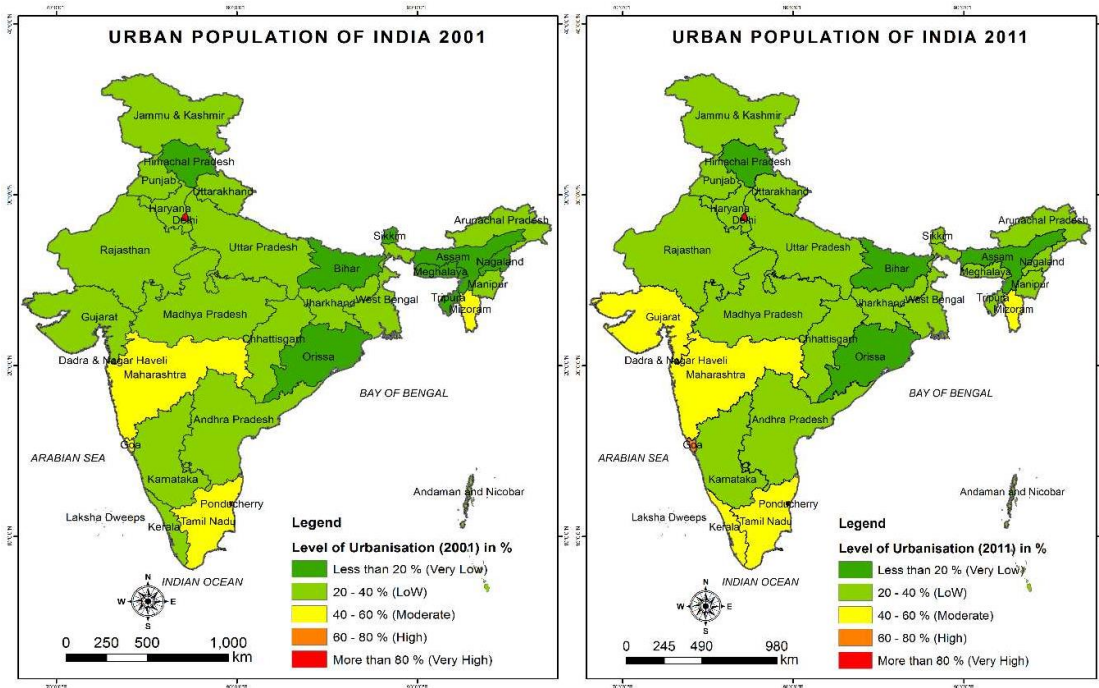 URBAN POPULATION OF INDIA 2001
Jammu & Kashmir
Himachal Pradesh
Punjab
Uttarakhand
Haryana
Delhi
Arunachal Pradesh
Sikkim
Rajasthan
Uttar Pradesh
Assam
Nagaland
Bihar
Meghalaya
Manipur
Tripura
Mizoram
Jharkhand
West Bengal
Gujarat
Madhya Pradesh
Chhattisgarh
Orissa
Dadra & Nagar Haveli
Maharashtra
BAY OF BENGAL
Andhra Pradesh
Goa
ARABIAN SEA
Karnataka
Andaman and Nicobar
Ponducherry
Laksha Dweeps
Kerala
Tamil Nadu
INDIAN OCEAN
Legend
Level of Urbanisation (2001) in %
Less than 20 % (Very Low)
20 - 40 % (LoW)
40 - 60 % (Moderate)
60 - 80 % (High)
More than 80 % (Very High)
N
W E
S
0 250 500 1,000
km
URBAN POPULATION OF INDIA 2011
Jammu & Kashmir
Himachal Pradesh
Punjab
Uttarakhand
Haryana
Delhi
Arunachal Pradesh
Sikkim
Rajasthan
Uttar Pradesh
Assam
Nagaland
Bihar
Meghalaya
Manipur
Tripura
Mizoram
Jharkhand
West Bengal
Gujarat
Madhya Pradesh
Chhattisgarh
Orissa
Dadra & Nagar Haveli
Maharashtra
BAY OF BENGAL
Andhra Pradesh
Goa
ARABIAN SEA
Karnataka
Andaman and Nicobar
Ponducherry
Laksha Dweeps
Kerala
Tamil Nadu
INDIAN OCEAN
Legend
Level of Urbanisation (2011) in %
Less than 20 % (Very Low)
20 - 40 % (LoW)
40 - 60 % (Moderate)
60 - 80 % (High)
More than 80 % (Very High)
N
W E
S
0 245 490 980
km